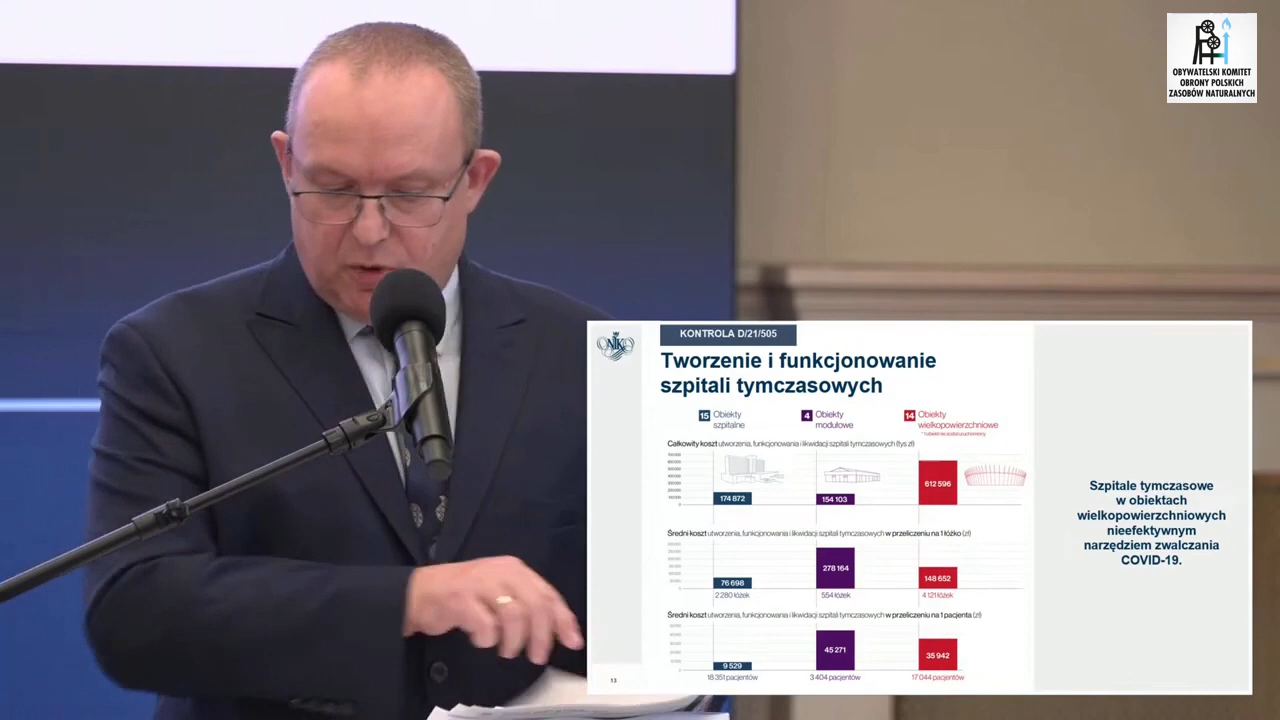 OBYWATELSKI KOMITET
OBRONY POLSKICH
ZASOBÓW NATURALNYCH
NIK
KONTROLA D/21/505
Tworzenie i funkcjonowanie
szpitali tymczasowych
15 Obiekty
szpitalne
4 Obiekty
modułowe
14 Obiekty
wielkopowierzchniowe
Całkowity koszt utworzenia, funkcjonowania i likwidacji szpitali tymczasowych (tys zł)
174 872
154 103
612 596
Średni koszt utworzenia, funkcjonowania i likwidacji szpitali tymczasowych w przeliczeniu na 1 łóżko (zł)
76 698
278 164
148 652
2 280 łóżek
554 łóżek
4 121 łóżek
Średni koszt utworzenia, funkcjonowania i likwidacji szpitali tymczasowych w przeliczeniu na 1 pacjenta (zł)
9 529
45 271
35 942
18 351 pacjentów
3 404 pacjentów
17 044 pacjentów
13
Szpitale tymczasowe
w obiektach
wielkopowierzchniowych
nieefektywnym
narzędziem zwalczania
COVID-19.